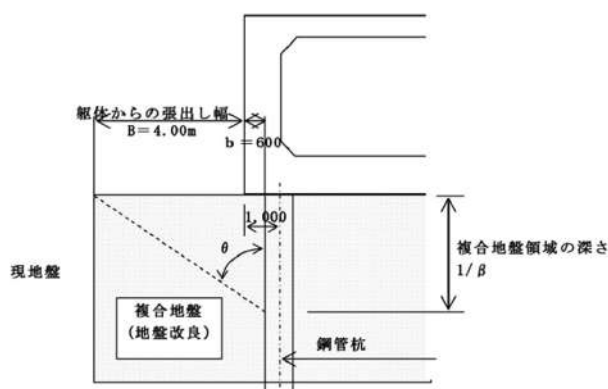 躯体からの張出し幅
B=4.00m
b=600
1,000
θ
複合地盤領域の深さ
1/β
現地盤
複合地盤
(地盤改良)
鋼管杭